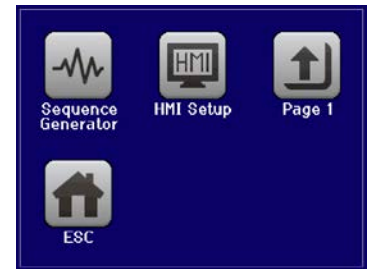 HMI
Sequence
Generator
HMI Setup
Page 1
ESC